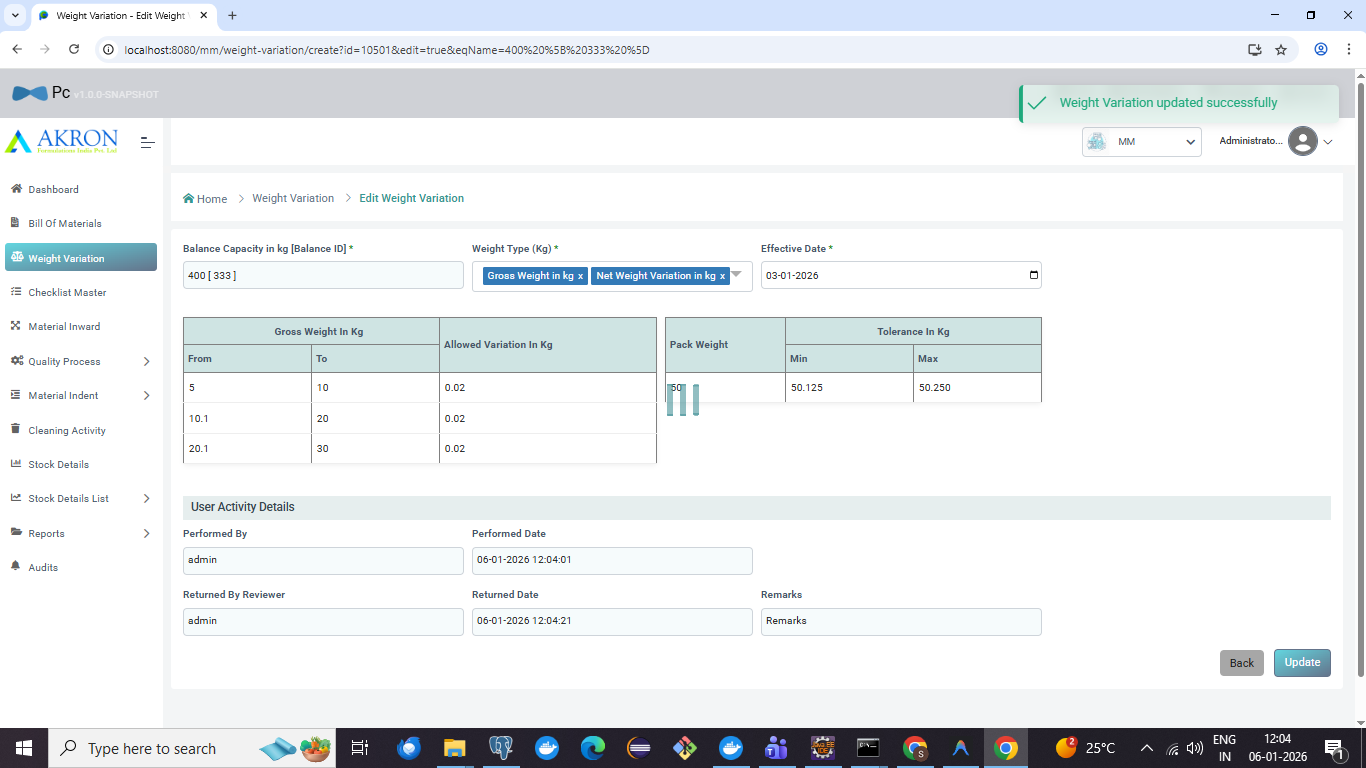 Weight Variation - Edit Weight
localhost:8080/mm/weight-variation/create?id=10501&edit=true&eqName=400%20%5B%20333%20%5D
Pc v1.0.0-SNAPSHOT
Weight Variation updated successfully
AKRON
Formulations India Pvt Ltd
MM
Administrato...
Dashboard
Bill Of Materials
Weight Variation
Checklist Master
Material Inward
Quality Process
Material Indent
Cleaning Activity
Stock Details
Stock Details List
Reports
Audits
Home > Weight Variation > Edit Weight Variation
Balance Capacity in kg [Balance ID] * Weight Type (Kg) * Effective Date *
400 [ 333 ] Gross Weight in kg x Net Weight Variation in kg x 03-01-2026
Gross Weight In Kg Allowed Variation In Kg Pack Weight Tolerance In Kg
From To Min Max
5 10 0.02 50 50.125 50.250
10.1 20 0.02
20.1 30 0.02
User Activity Details
Performed By Performed Date
admin 06-01-2026 12:04:01
Returned By Reviewer Returned Date Remarks
admin 06-01-2026 12:04:21 Remarks
Back Update
Type here to search
25°C
ENG
IN
12:04
06-01-2026
2
1